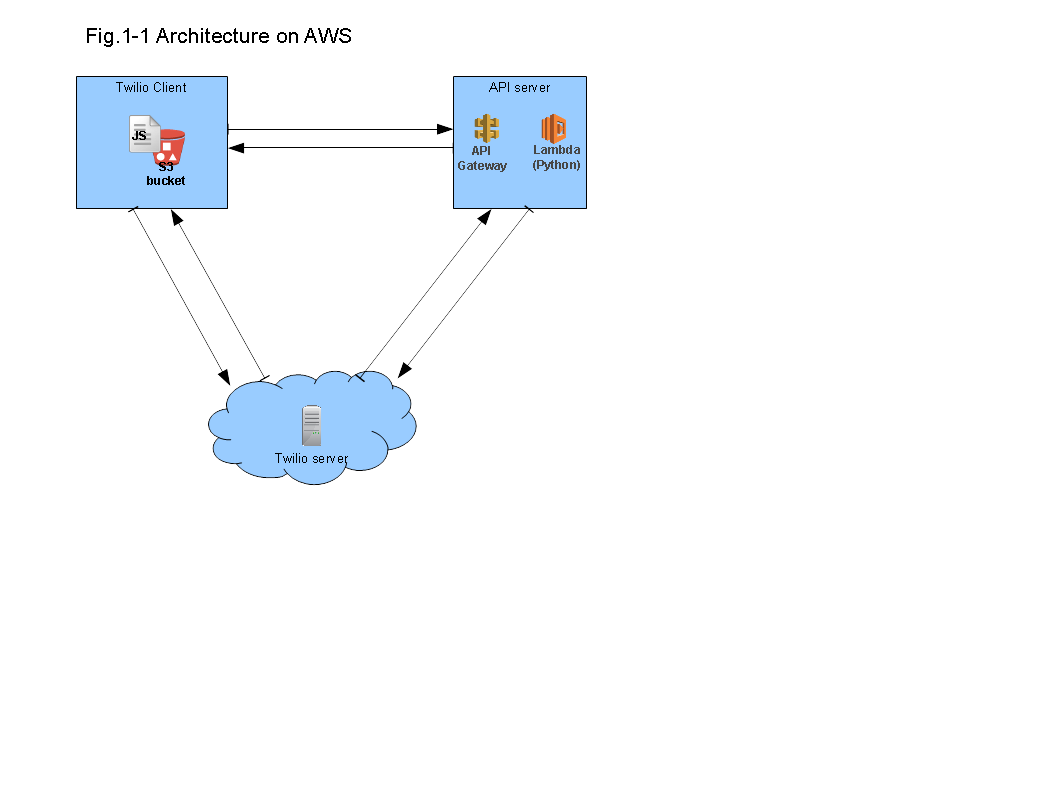 Fig.1-1 Architecture on AWS
Twilio Client
JS
S3
bucket
API server
API
Gateway
Lambda
(Python)
Twilio server